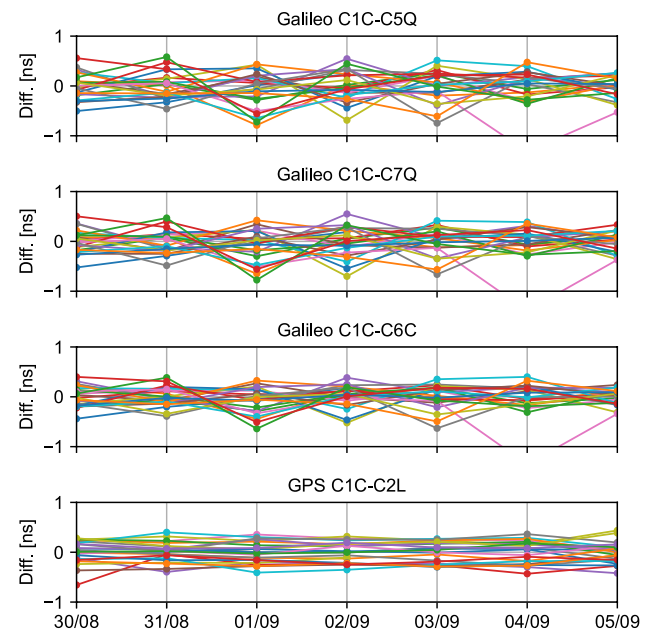 Galileo C1C-C5Q
1
0
−1
Diff. [ns]
Galileo C1C-C7Q
1
0
−1
Diff. [ns]
Galileo C1C-C6C
1
0
−1
Diff. [ns]
GPS C1C-C2L
1
0
−1
Diff. [ns]
30/08 31/08 01/09 02/09 03/09 04/09 05/09